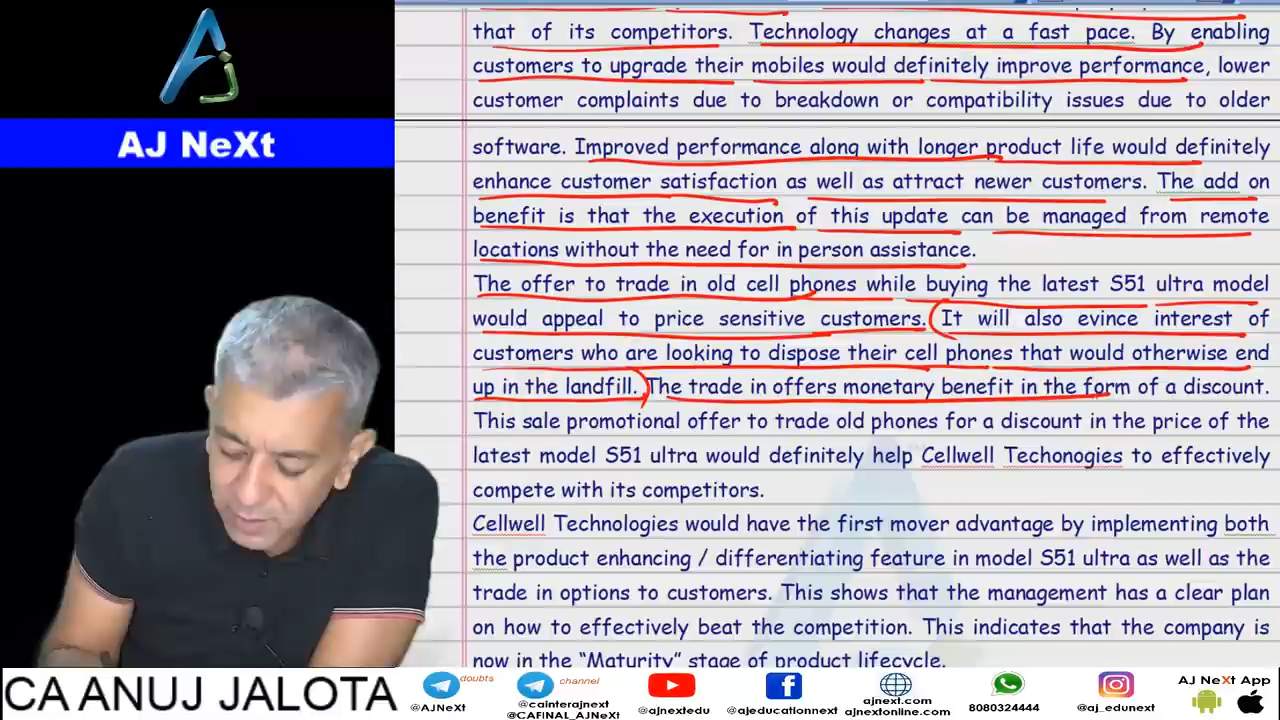 that of its competitors. Technology changes at a fast pace. By enabling
customers to upgrade their mobiles would definitely improve performance, lower
customer complaints due to breakdown or compatibility issues due to older
AJ NeXt
software. Improved performance along with longer product life would definitely
enhance customer satisfaction as well as attract newer customers. The add on
benefit is that the execution of this update can be managed from remote
locations without the need for in person assistance.
The offer to trade in old cell phones while buying the latest S51 ultra model
would appeal to price sensitive customers. It will also evince interest of
customers who are looking to dispose their cell phones that would otherwise end
up in the landfill. The trade in offers monetary benefit in the form of a discount.
This sale promotional offer to trade old phones for a discount in the price of the
latest model S51 ultra would definitely help Cellwell Techonogies to effectively
compete with its competitors.
Cellwell Technologies would have the first mover advantage by implementing both
the product enhancing / differentiating feature in model S51 ultra as well as the
trade in options to customers. This shows that the management has a clear plan
on how to effectively beat the competition. This indicates that the company is
now in the “Maturity” stage of product lifecycle.
CA ANUJ JALOTA
doubts
@AJNeXt
channel
@cainterajnext
@CAFINAL_AJNeXt
@ajnextedu
@ajeducationnext
ajnext.com
ajnextonline.com
8080324444
@aj_edunext
AJ NeXt App